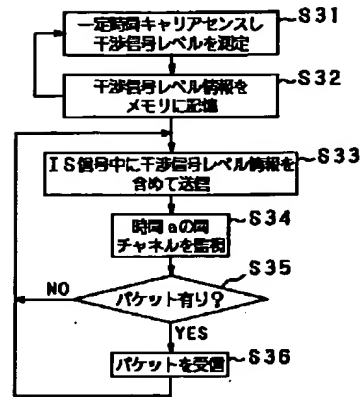 一定時間キャリアセンスし
干渉信号レベルを測定
S31
干渉信号レベル情報を
メモリに記憶
S32
IS信号中に干渉信号レベル情報を
含めて送信
S33
時間aの間
チャネルを監視
S34
パケット有り?
S35
NO
YES
パケットを受信
S36